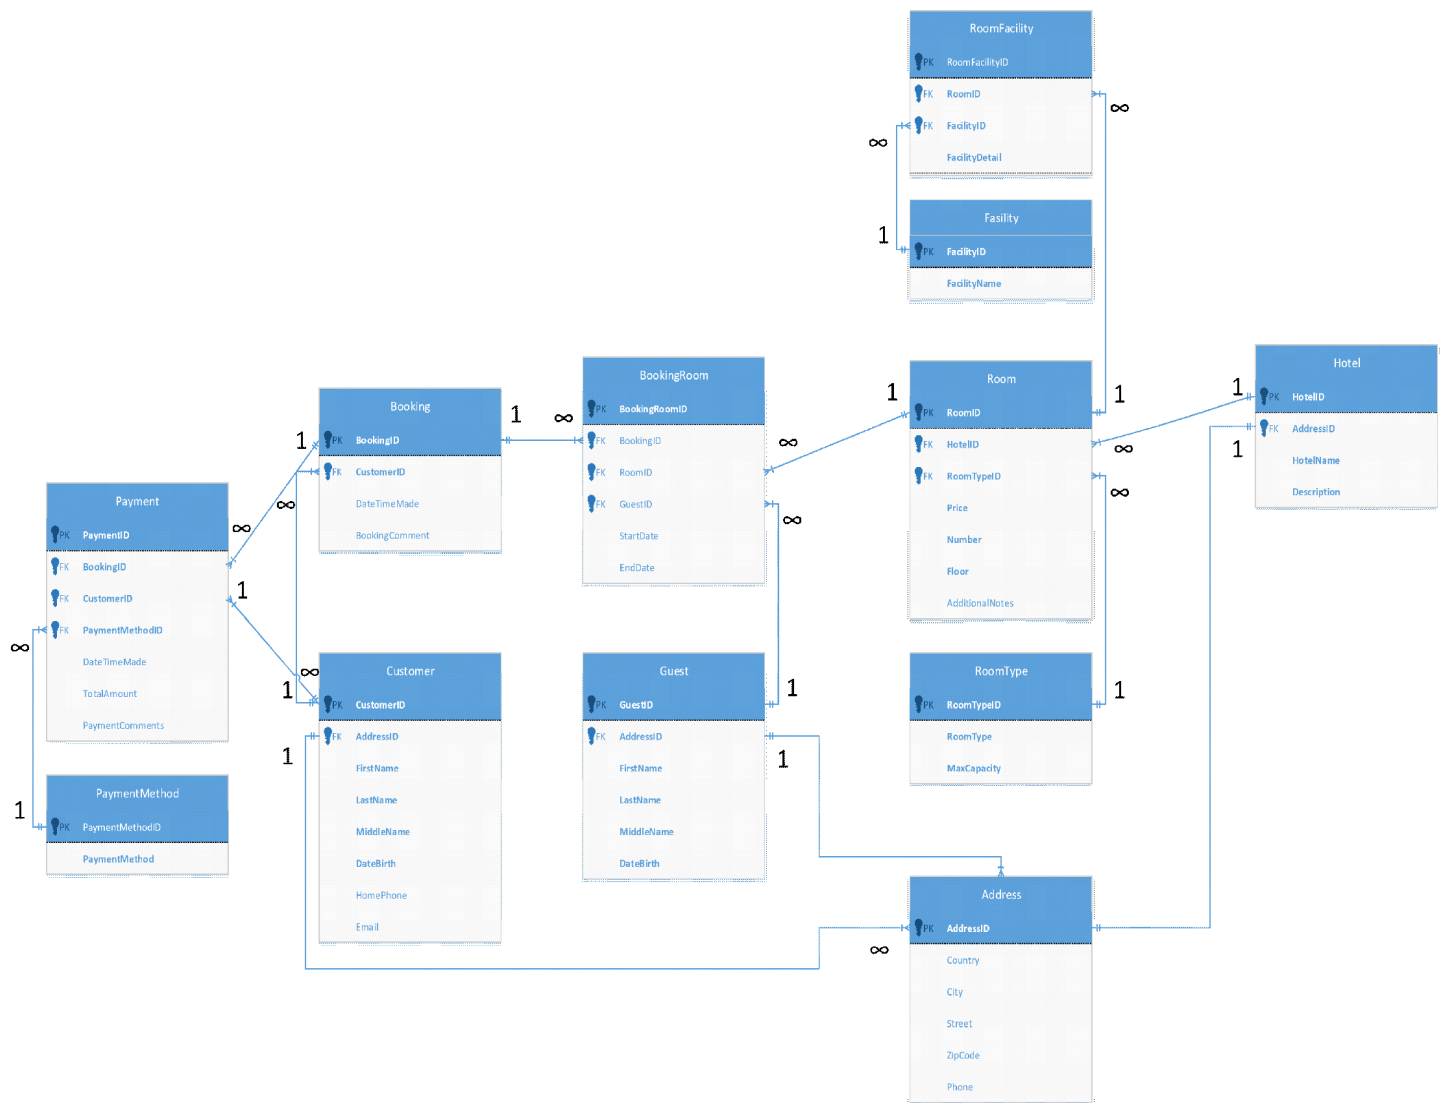 RoomFacility
PK RoomFacilityID
FK RoomID
FK FacilityID
FacilityDetail
∞
∞
Fasility
PK FacilityID
FacilityName
1
Hotel
PK HotelID
FK AddressID
HotelName
Description
1
1
Room
PK RoomID
FK HotelID
FK RoomTypeID
Price
Number
Floor
AdditionalNotes
1
1
∞
∞
BookingRoom
PK BookingRoomID
FK BookingID
FK RoomID
FK GuestID
StartDate
EndDate
∞
∞
∞
Booking
PK BookingID
FK CustomerID
DateTimeMade
BookingComment
1
1
∞
Payment
PK PaymentID
FK BookingID
FK CustomerID
FK PaymentMethodID
DateTimeMade
TotalAmount
PaymentComments
∞
1
∞
PaymentMethod
PK PaymentMethodID
PaymentMethod
1
Customer
PK CustomerID
FK AddressID
FirstName
LastName
MiddleName
DateBirth
HomePhone
Email
∞
1
1
Guest
PK GuestID
FK AddressID
FirstName
LastName
MiddleName
DateBirth
1
1
RoomType
PK RoomTypeID
RoomType
MaxCapacity
1
Address
PK AddressID
Country
City
Street
ZipCode
Phone
∞